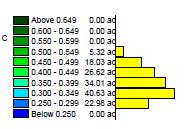 C
Above 0.649 0.00 ac
0.600 - 0.649 0.00 ac
0.550 - 0.599 0.00 ac
0.500 - 0.549 5.32 ac
0.450 - 0.499 18.03 ac
0.400 - 0.449 26.62 ac
0.350 - 0.399 34.01 ac
0.300 - 0.349 40.63 ac
0.250 - 0.299 22.98 ac
Below 0.250 0.00 ac